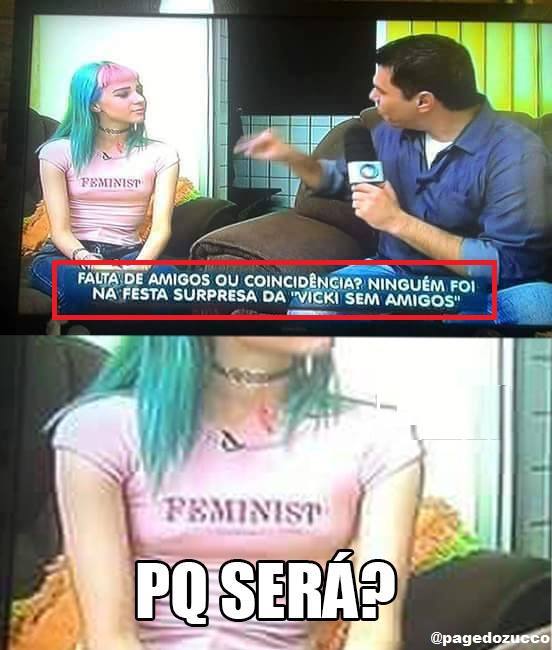 FEMINIST
FALTA DE AMIGOS OU COINCIDÊNCIA? NINGUÉM FOI
NA FESTA SURPRESA DA "VICKI SEM AMIGOS"
FEMINIST
PQ SERÁ?
@pagedozucco